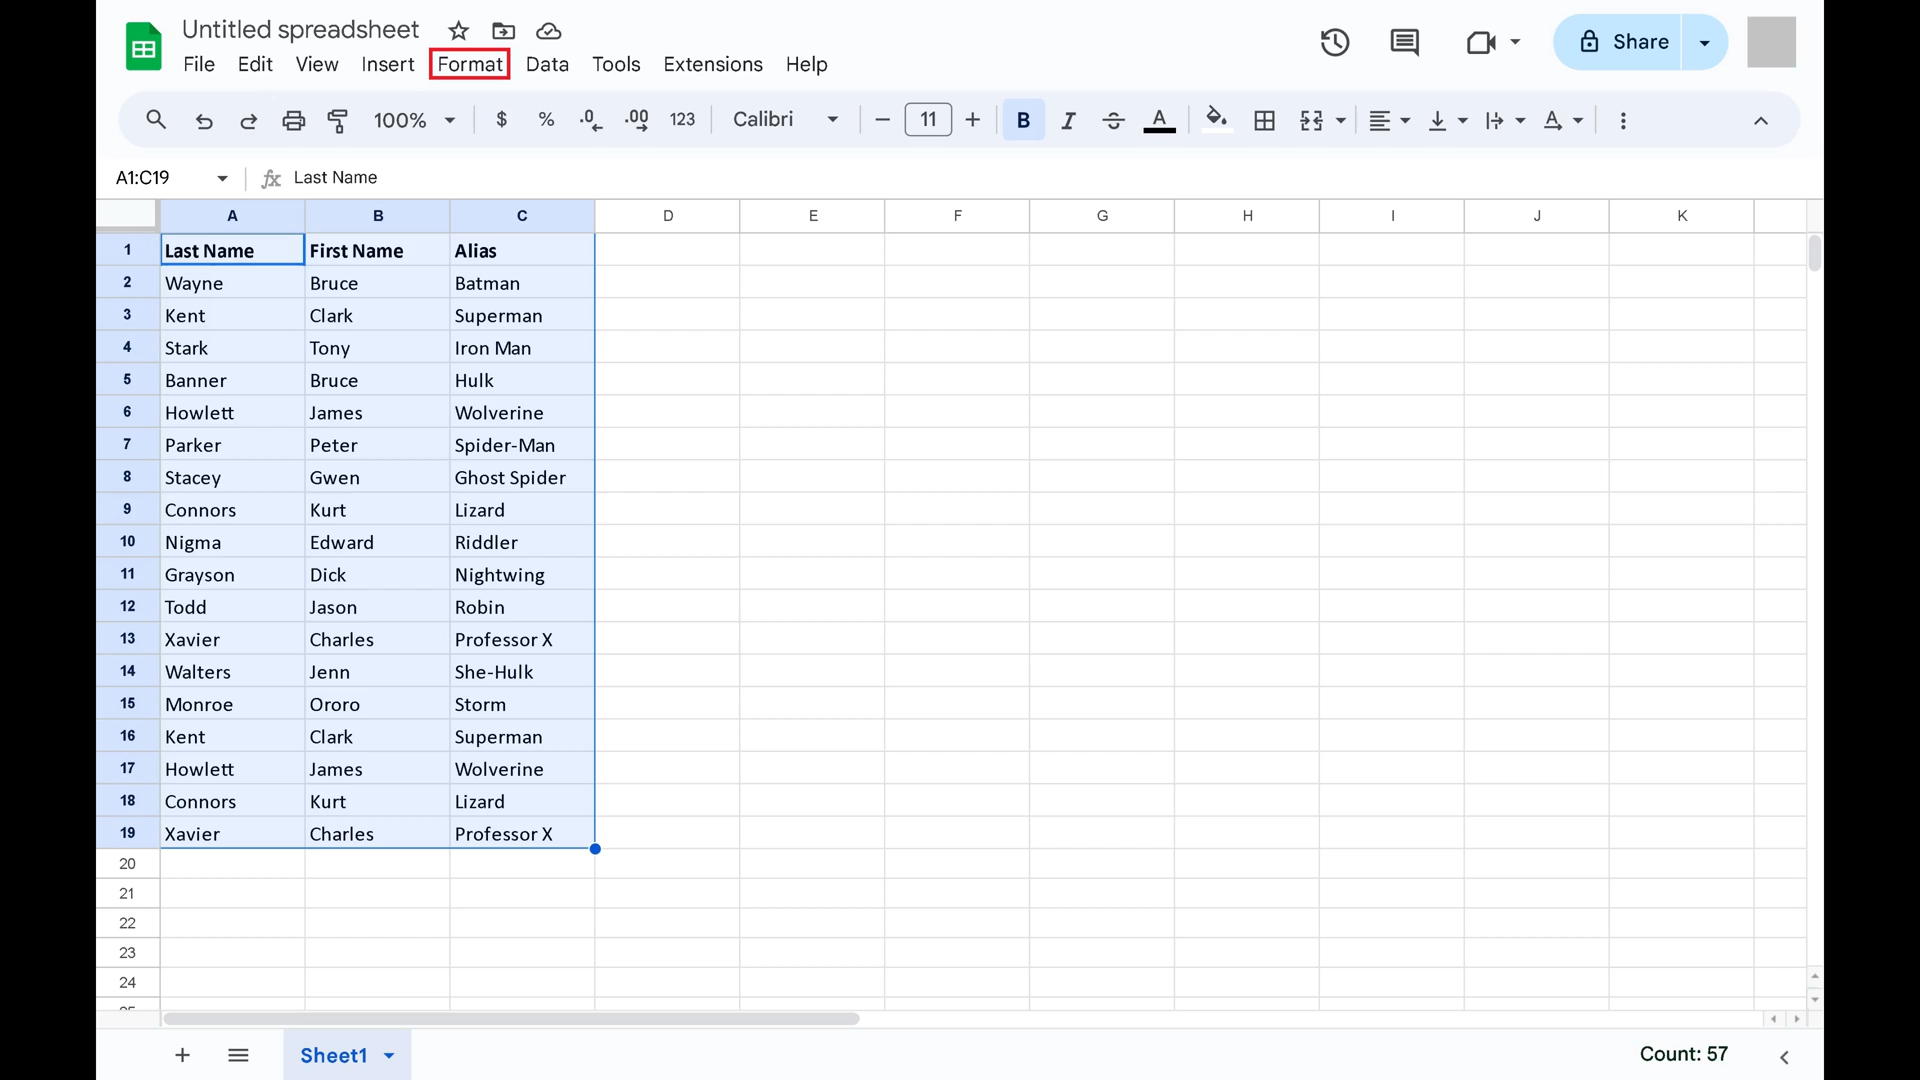 Untitled spreadsheet
File Edit View Insert Format Data Tools Extensions Help
Share
100% $ % .0 .00 123 Calibri 11 B I A A
A1:C19 fx Last Name
A B C D E F G H I J K
1 Last Name First Name Alias
2 Wayne Bruce Batman
3 Kent Clark Superman
4 Stark Tony Iron Man
5 Banner Bruce Hulk
6 Howlett James Wolverine
7 Parker Peter Spider-Man
8 Stacey Gwen Ghost Spider
9 Connors Kurt Lizard
10 Nigma Edward Riddler
11 Grayson Dick Nightwing
12 Todd Jason Robin
13 Xavier Charles Professor X
14 Walters Jenn She-Hulk
15 Monroe Ororo Storm
16 Kent Clark Superman
17 Howlett James Wolverine
18 Connors Kurt Lizard
19 Xavier Charles Professor X
20
21
22
23
24
Sheet1 Count: 57